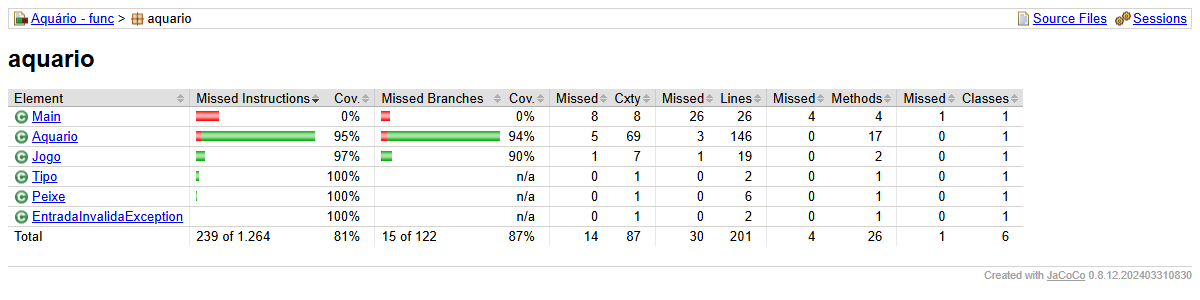 Aquário - func > aquario Source Files Sessions
aquario
Element Missed Instructions Cov. Missed Branches Cov. Missed Cxty Missed Lines Missed Methods Missed Classes
Main 0% 0% 8 8 26 26 4 4 1 1
Aquario 95% 94% 5 69 3 146 0 17 0 1
Jogo 97% 90% 1 7 1 19 0 2 0 1
Tipo 100% n/a 0 1 0 2 0 1 0 1
Peixe 100% n/a 0 1 0 6 0 1 0 1
EntradaInvalidaException 100% n/a 0 1 0 2 0 1 0 1
Total 239 of 1.264 81% 15 of 122 87% 14 87 30 201 4 26 1 6
Created with JaCoCo 0.8.12.202403310830